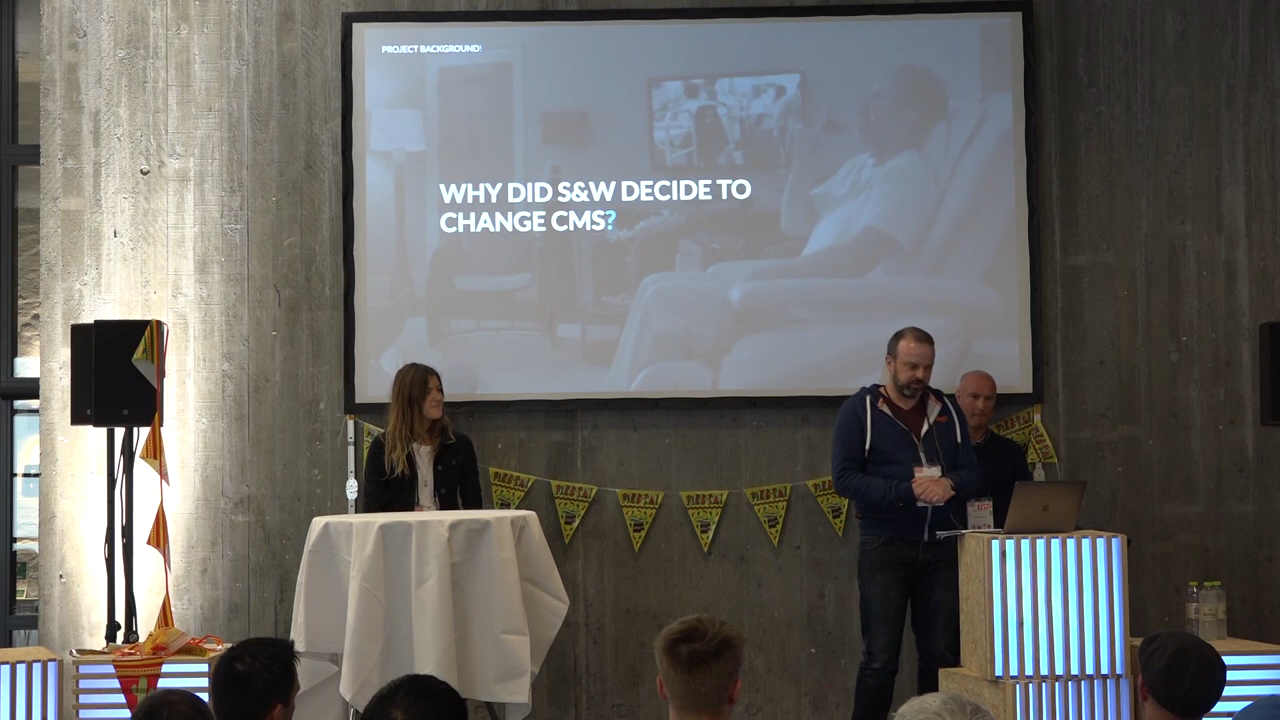 PROJECT BACKGROUND!
WHY DID S&W DECIDE TO
CHANGE CMS?
FIESTA!
FIESTA!
FIESTA!
FIESTA!
FIESTA!
FIESTA!